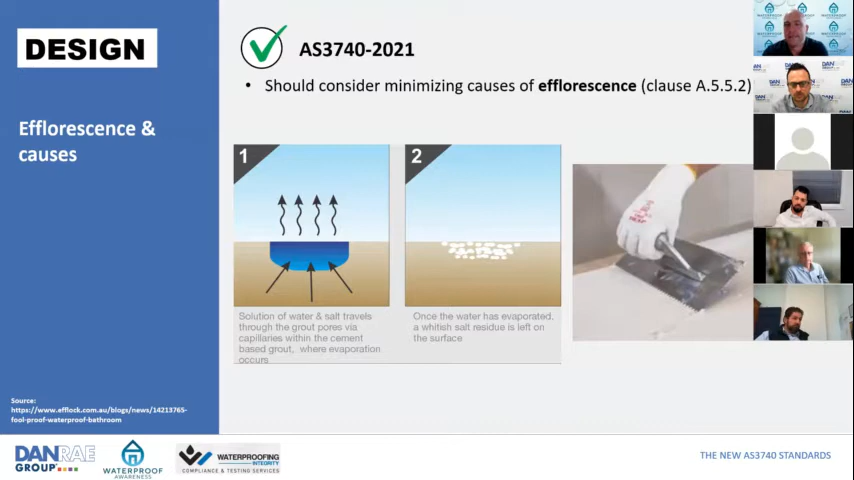 DESIGN
Efflorescence &
causes
AS3740-2021
• Should consider minimizing causes of efflorescence (clause A.5.5.2)
1
Solution of water & salt travels
through the grout pores via
capillaries within the cement
based grout, where evaporation
occurs
2
Once the water has evaporated,
a whitish salt residue is left on
the surface
Source:
https://www.efflock.com.au/blogs/news/14213765-
fool-proof-waterproof-bathroom
DANRAE
GROUP
WATERPROOF
AWARENESS
WATERPROOFING
INTEGRITY
COMPLIANCE & TESTING SERVICES
THE NEW AS3740 STANDARDS